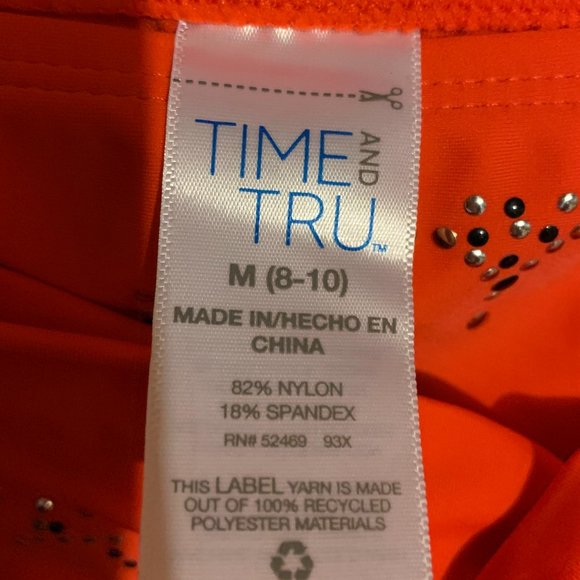 TIME AND
TRU™
M (8-10)
MADE IN/HECHO EN
CHINA
82% NYLON
18% SPANDEX
RN# 52469 93X
THIS LABEL YARN IS MADE
OUT OF 100% RECYCLED
POLYESTER MATERIALS